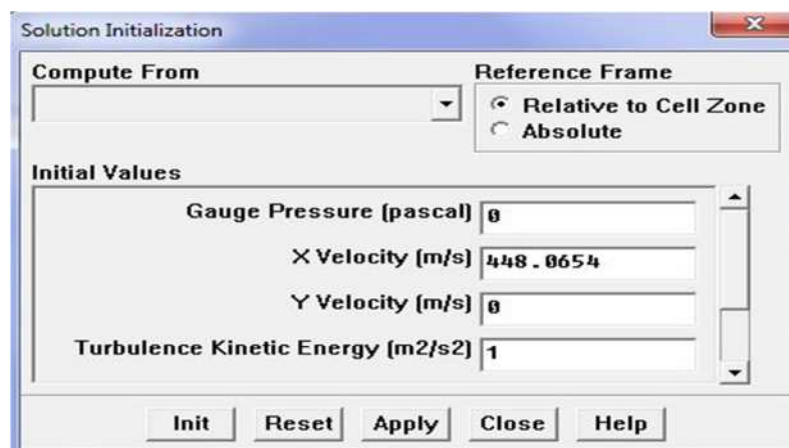 Solution Initialization
Compute From
Reference Frame
Relative to Cell Zone
Absolute
Initial Values
Gauge Pressure (pascal) 0
X Velocity (m/s) 448.0654
Y Velocity (m/s) 0
Turbulence Kinetic Energy (m2/s2) 1
Init Reset Apply Close Help